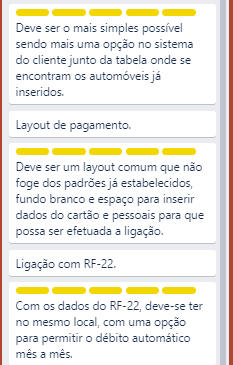 Deve ser o mais simples possível
sendo mais uma opção no sistema
do cliente junto da tabela onde se
encontram os automóveis já
inseridos.
Layout de pagamento.
Deve ser um layout comum que não
foge dos padrões já estabelecidos,
fundo branco e espaço para inserir
dados do cartão e pessoais para que
possa ser efetuada a ligação.
Ligação com RF-22.
Com os dados do RF-22, deve-se ter
no mesmo local, com uma opção
para permitir o débito automático
mês a mês.